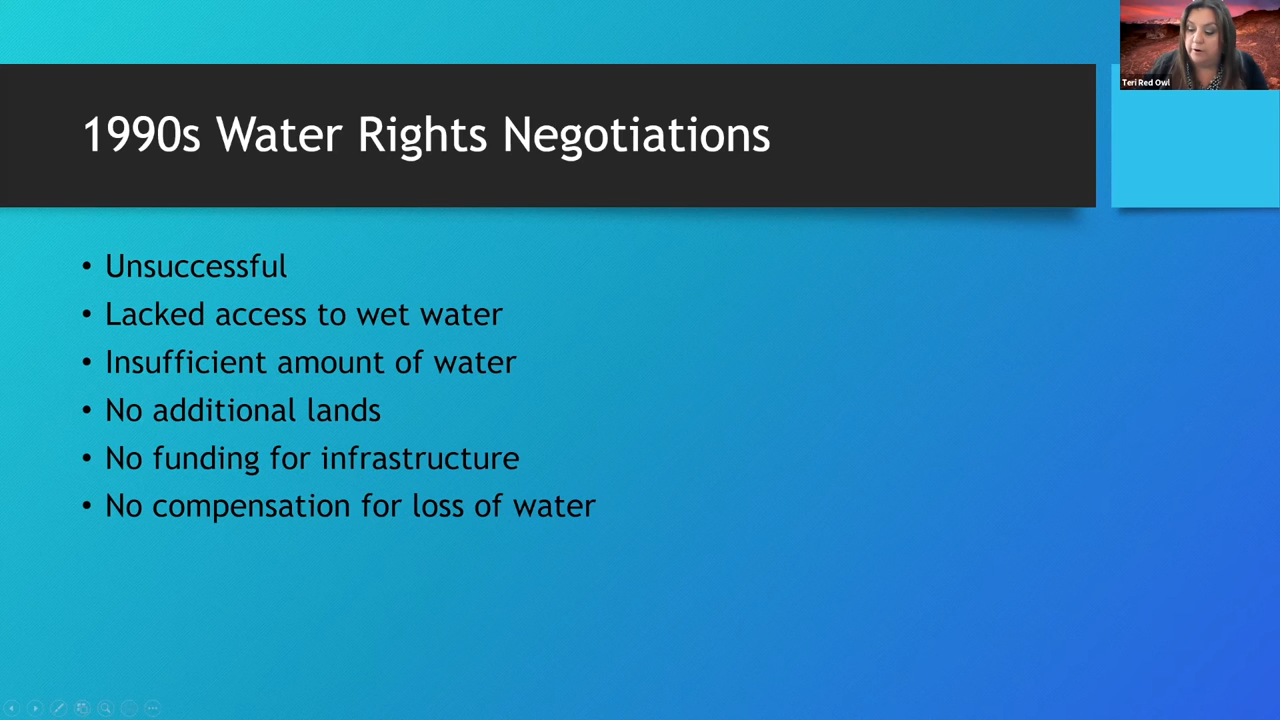 Teri Red Owl
1990s Water Rights Negotiations
• Unsuccessful
• Lacked access to wet water
• Insufficient amount of water
• No additional lands
• No funding for infrastructure
• No compensation for loss of water